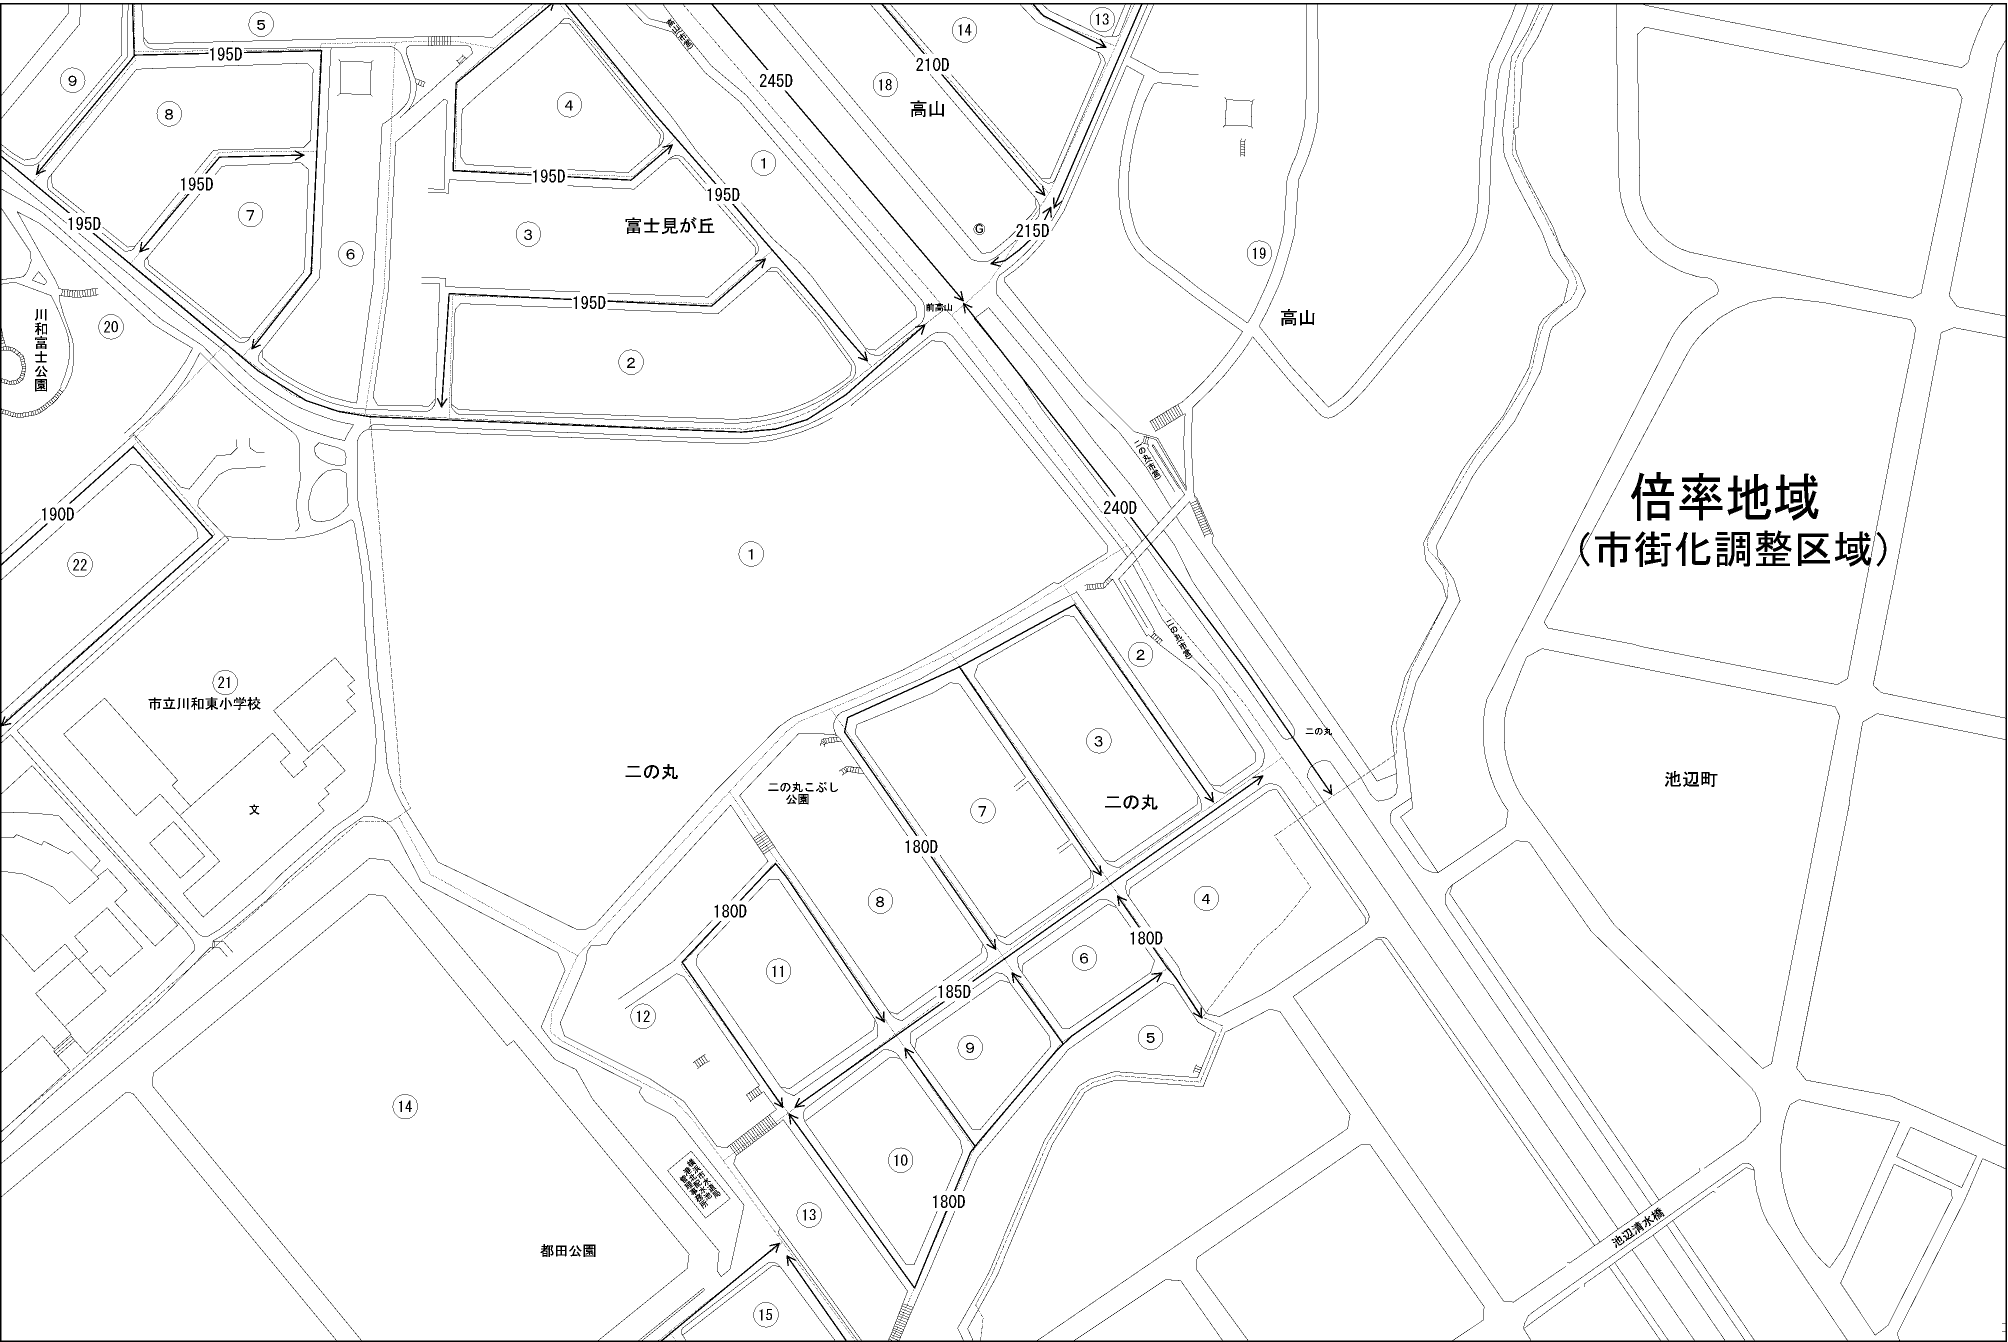 ⑤
⑨
195D
⑧
④
245D
210D
⑭
⑬
⑱
高山
①
195D
195D
195D
195D
⑦
③
富士見が丘
⑥
G
215D
⑲
川和富士公園
⑳
195D
前高山
高山
②
190D
㉒
①
240D
倍率地域
(市街化調整区域)
㉑
市立川和東小学校
文
二の丸
二の丸こぶし
公園
②
③
二の丸
二の丸
池辺町
⑦
180D
⑧
180D
④
180D
⑥
⑪
185D
⑫
⑨
⑤
⑭
⑩
180D
⑬
都田公園
⑮
池辺清水橋